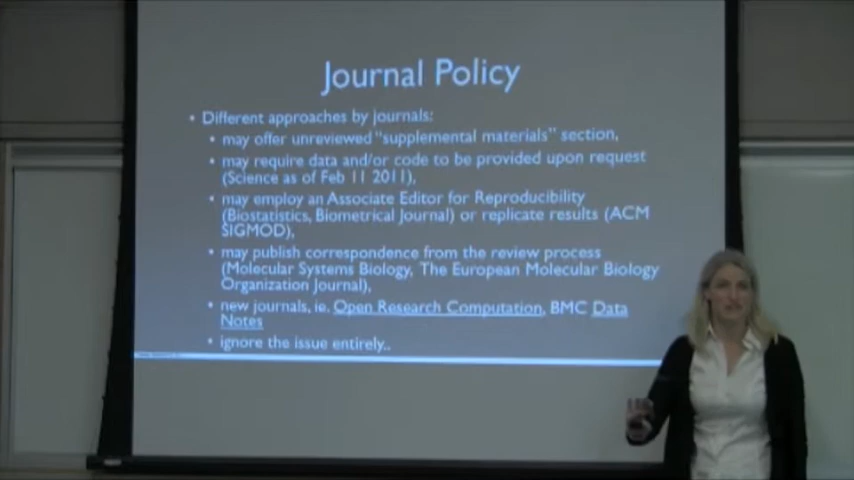 Journal Policy
• Different approaches by journals:
• may offer unreviewed "supplemental materials" section,
• may require data and/or code to be provided upon request
(Science as of Feb 11 2011),
• may employ an Associate Editor for Reproducibility
(Biostatistics, Biometrical Journal) or replicate results (ACM
SIGMOD),
• may publish correspondence from the review process
(Molecular Systems Biology, The European Molecular Biology
Organization Journal),
• new journals, ie. Open Research Computation, BMC Data
Notes
• ignore the issue entirely..